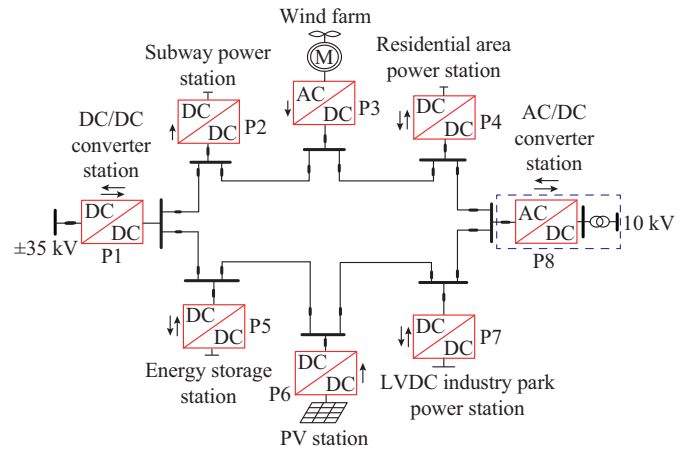 Wind farm
M
Subway power
station
Residential area
power station
DC/DC
converter
station
DC
DC
P2
AC
DC
P3
DC
DC
P4
AC/DC
converter
station
DC
DC
P1
±35 kV
AC
DC
P8
10 kV
DC
DC
P5
Energy storage
station
DC
DC
P6
PV station
DC
DC
P7
LVDC industry park
power station